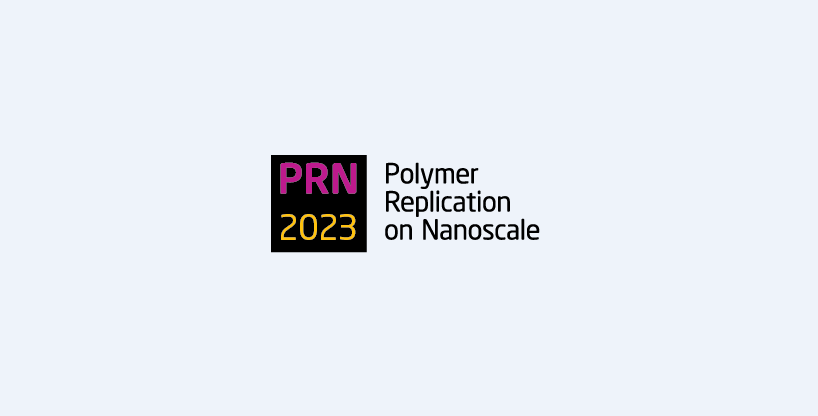 PRN
2023
Polymer
Replication
on Nanoscale